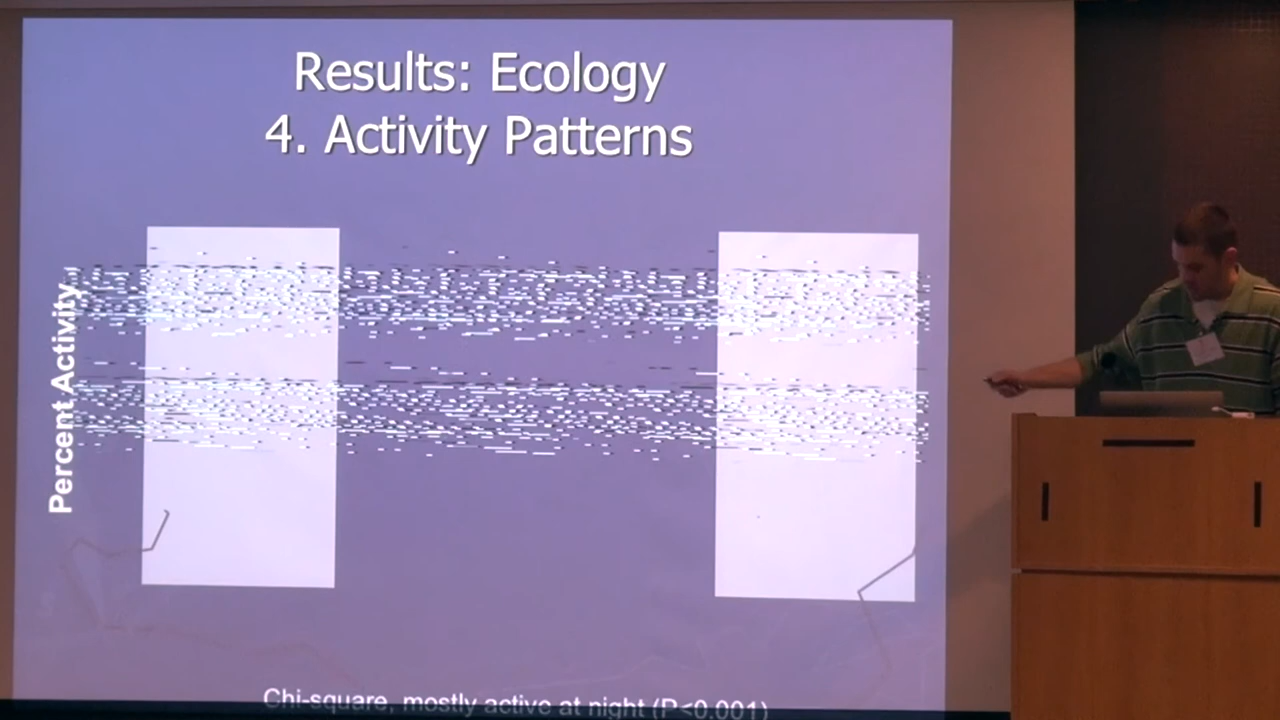 Results: Ecology
4. Activity Patterns
Percent Activity
Chi-square, mostly active at night (P<0.001)